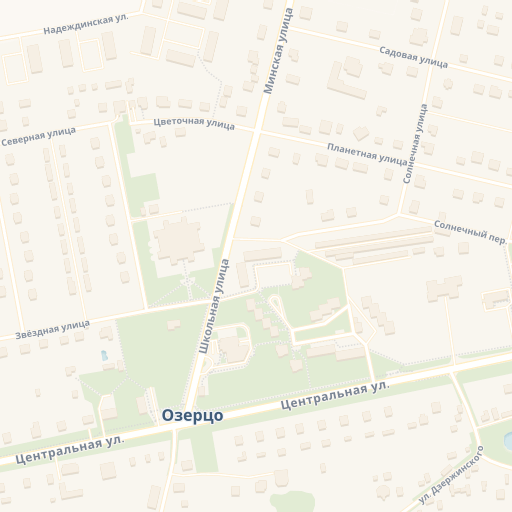 Надеждинская ул.
Минская улица
Садовая улица
Цветочная улица
Северная улица
Планетная улица
Солнечная улица
Солнечный пер.
Школьная улица
Звёздная улица
Озерцо
Центральная ул.
Центральная ул.
ул. Дзержинского